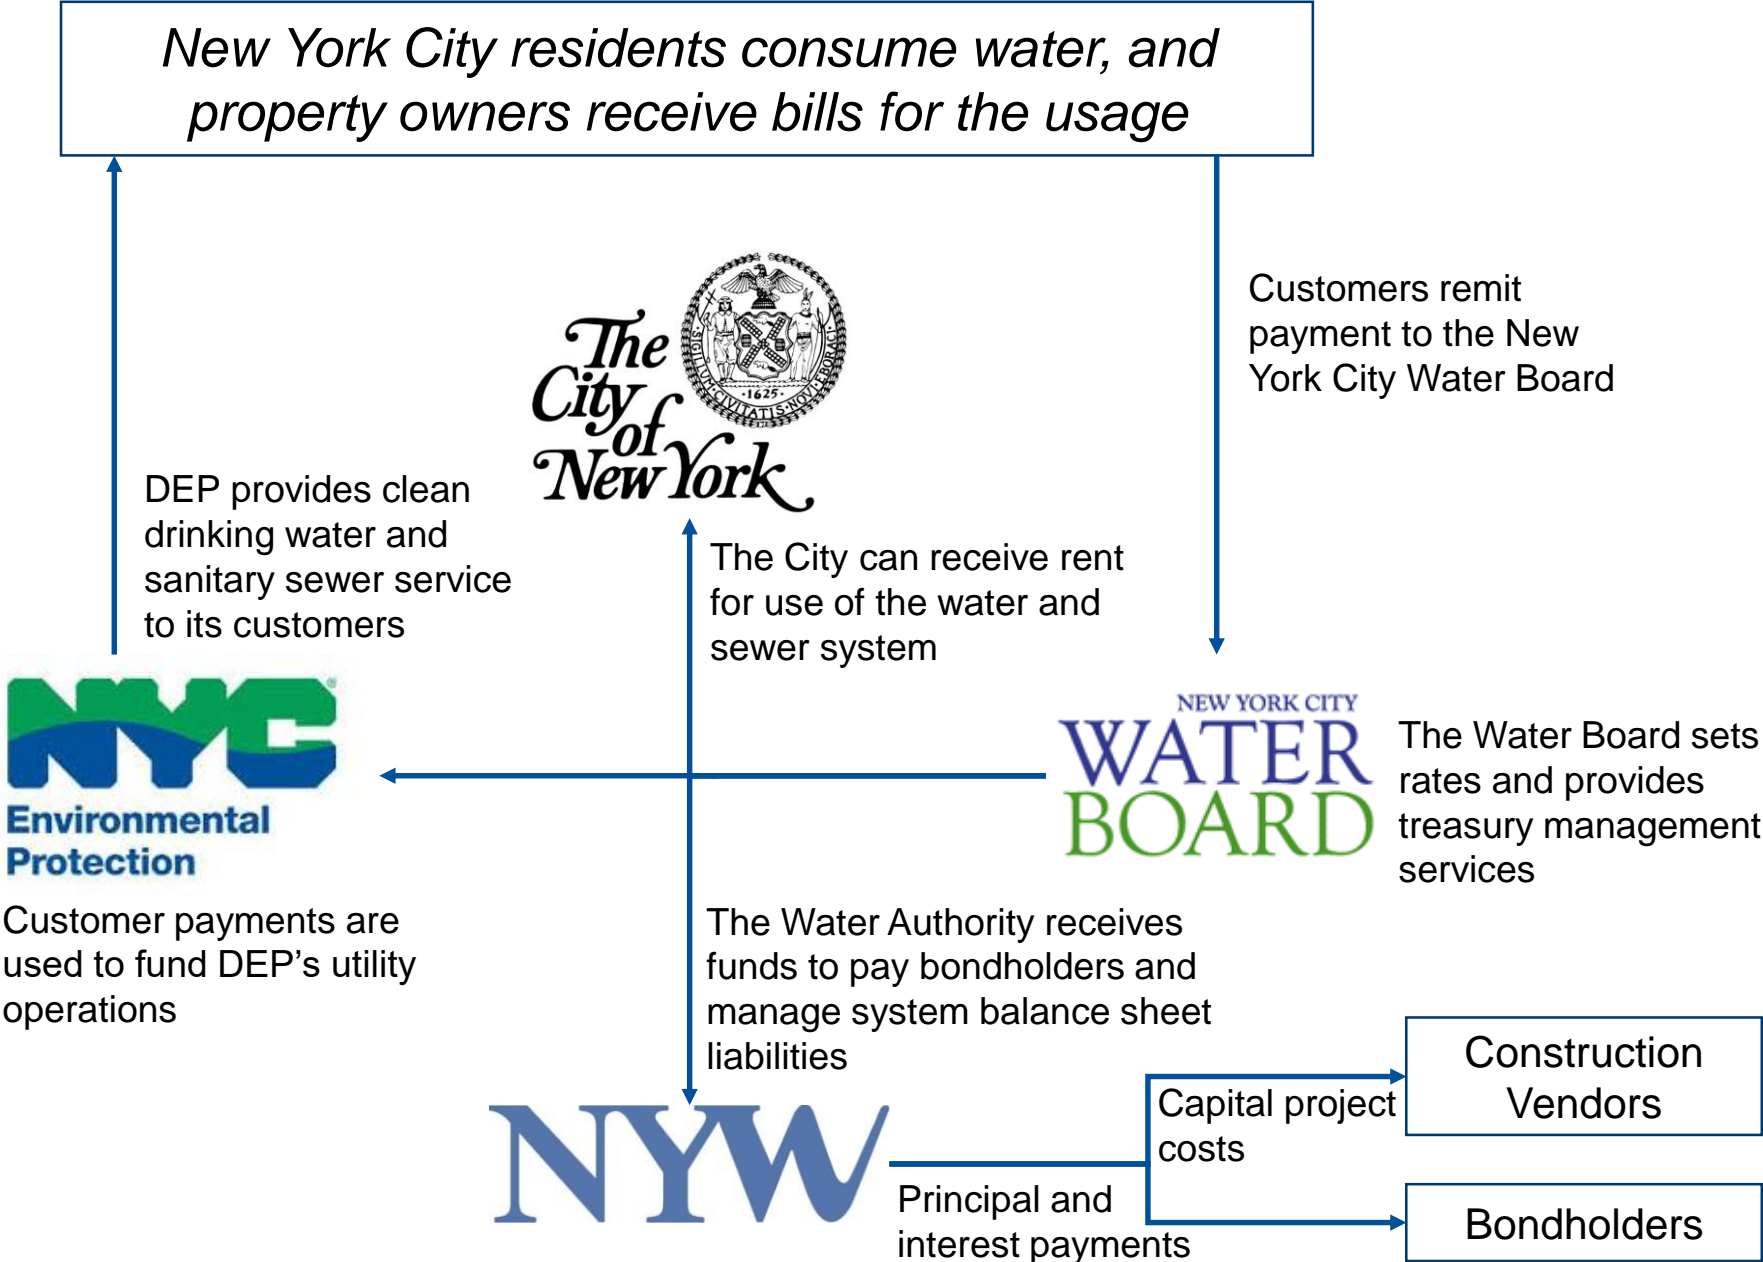 New York City residents consume water, and
property owners receive bills for the usage
The
City
of
New York
SIGILLUM CIVITATIS NOVI EBORACI
1625
Customers remit
payment to the New
York City Water Board
DEP provides clean
drinking water and
sanitary sewer service
to its customers
The City can receive rent
for use of the water and
sewer system
NYC
®
Environmental
Protection
NEW YORK CITY
WATER
BOARD
The Water Board sets
rates and provides
treasury management
services
Customer payments are
used to fund DEP’s utility
operations
The Water Authority receives
funds to pay bondholders and
manage system balance sheet
liabilities
NYW
Capital project
costs
Construction
Vendors
Principal and
interest payments
Bondholders